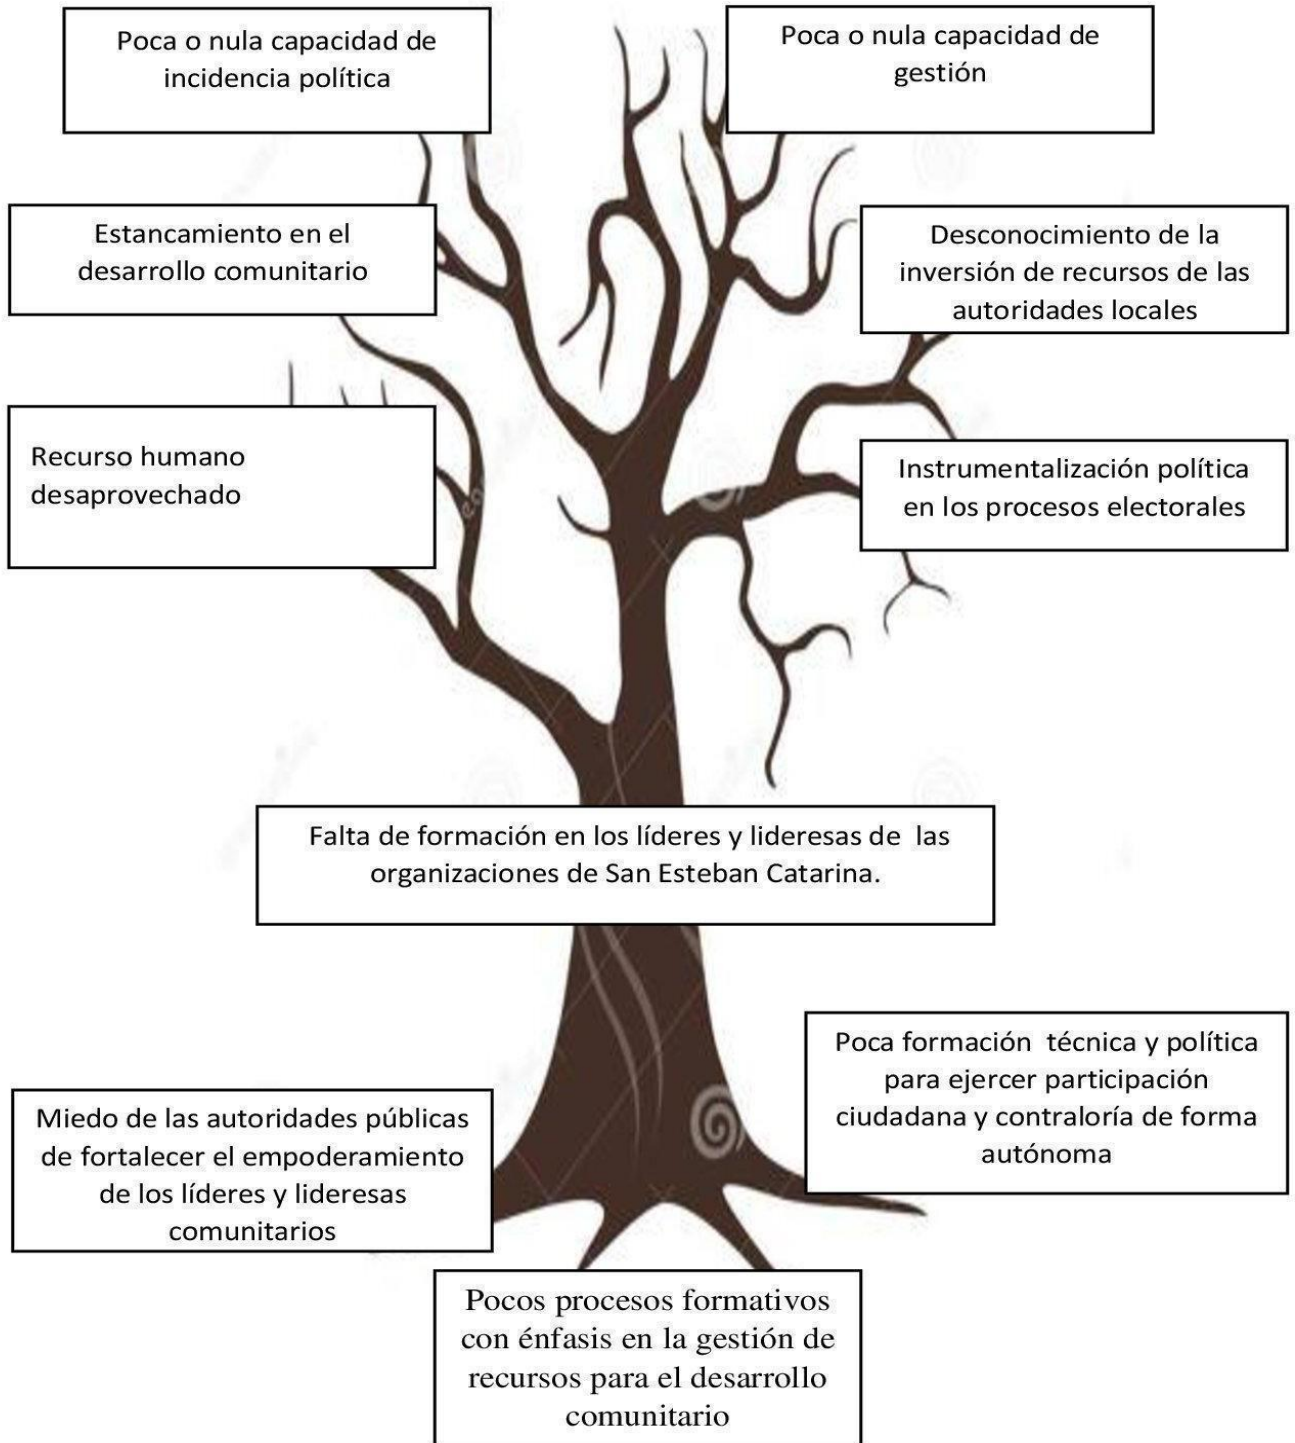 Poca o nula capacidad de
incidencia política
Poca o nula capacidad de
gestión
Estancamiento en el
desarrollo comunitario
Desconocimiento de la
inversión de recursos de las
autoridades locales
Recurso humano
desaprovechado
Instrumentalización política
en los procesos electorales
Falta de formación en los líderes y lideresas de las
organizaciones de San Esteban Catarina.
Poca formación técnica y política
para ejercer participación
ciudadana y contraloría de forma
autónoma
Miedo de las autoridades públicas
de fortalecer el empoderamiento
de los líderes y lideresas
comunitarios
Pocos procesos formativos
con énfasis en la gestión de
recursos para el desarrollo
comunitario